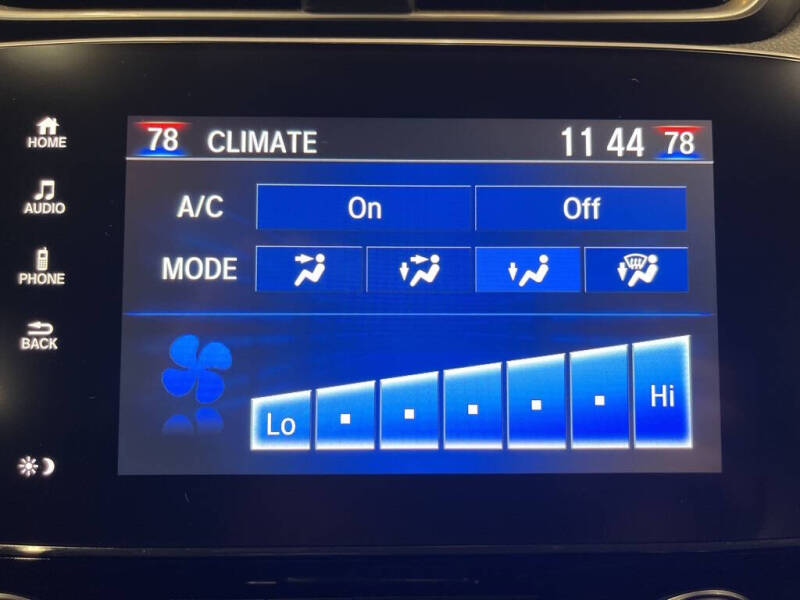 HOME
AUDIO
PHONE
BACK
78 CLIMATE 11 44 78
A/C On Off
MODE
Lo Hi